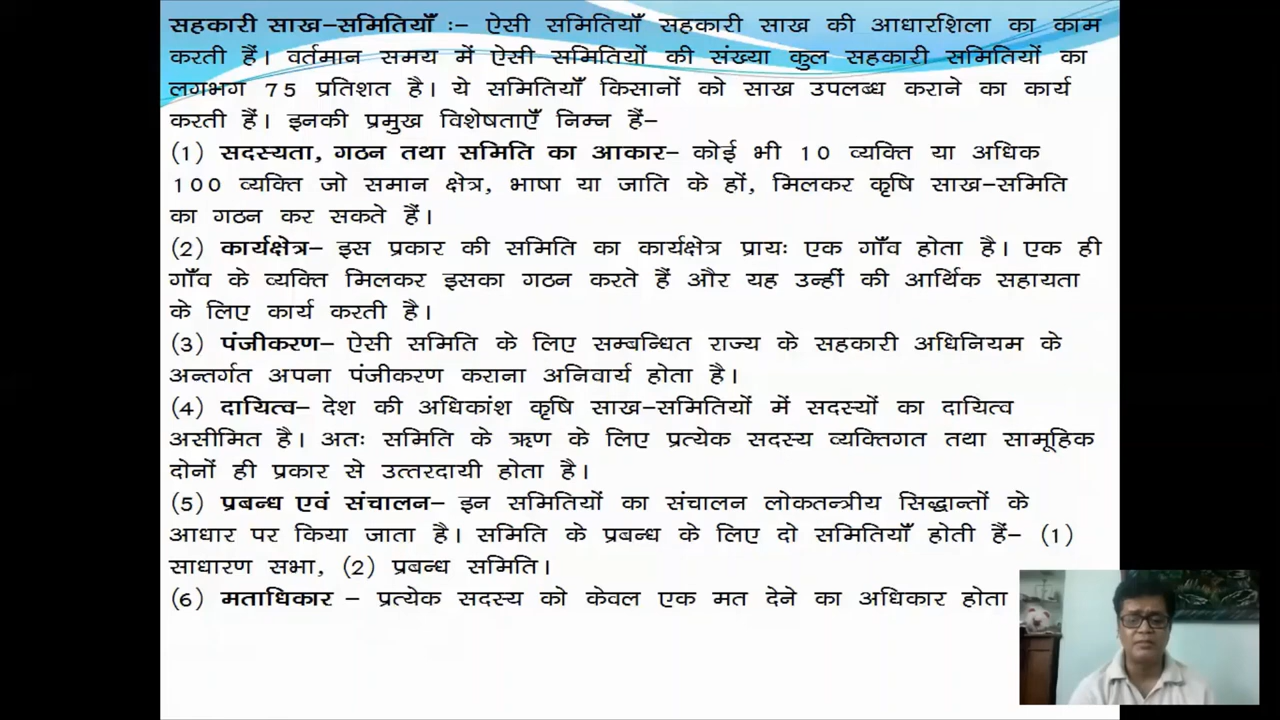 सहकारी साख–समितियाँ :– ऐसी समितियाँ सहकारी साख की आधारशिला का काम
करती हैं। वर्तमान समय में ऐसी समितियों की संख्या कुल सहकारी समितियों का
लगभग 75 प्रतिशत है। ये समितियाँ किसानों को साख उपलब्ध कराने का कार्य
करती हैं। इनकी प्रमुख विशेषताएँ निम्न हैं–
(1) सदस्यता, गठन तथा समिति का आकार– कोई भी 10 व्यक्ति या अधिक
100 व्यक्ति जो समान क्षेत्र, भाषा या जाति के हों, मिलकर कृषि साख–समिति
का गठन कर सकते हैं।
(2) कार्यक्षेत्र– इस प्रकार की समिति का कार्यक्षेत्र प्रायः एक गाँव होता है। एक ही
गाँव के व्यक्ति मिलकर इसका गठन करते हैं और यह उन्हीं की आर्थिक सहायता
के लिए कार्य करती है।
(3) पंजीकरण– ऐसी समिति के लिए सम्बन्धित राज्य के सहकारी अधिनियम के
अन्तर्गत अपना पंजीकरण कराना अनिवार्य होता है।
(4) दायित्व– देश की अधिकांश कृषि साख–समितियों में सदस्यों का दायित्व
असीमित है। अतः समिति के ऋण के लिए प्रत्येक सदस्य व्यक्तिगत तथा सामूहिक
दोनों ही प्रकार से उत्तरदायी होता है।
(5) प्रबन्ध एवं संचालन– इन समितियों का संचालन लोकतन्त्रीय सिद्धान्तों के
आधार पर किया जाता है। समिति के प्रबन्ध के लिए दो समितियाँ होती हैं– (1)
साधारण सभा, (2) प्रबन्ध समिति।
(6) मताधिकार – प्रत्येक सदस्य को केवल एक मत देने का अधिकार होता